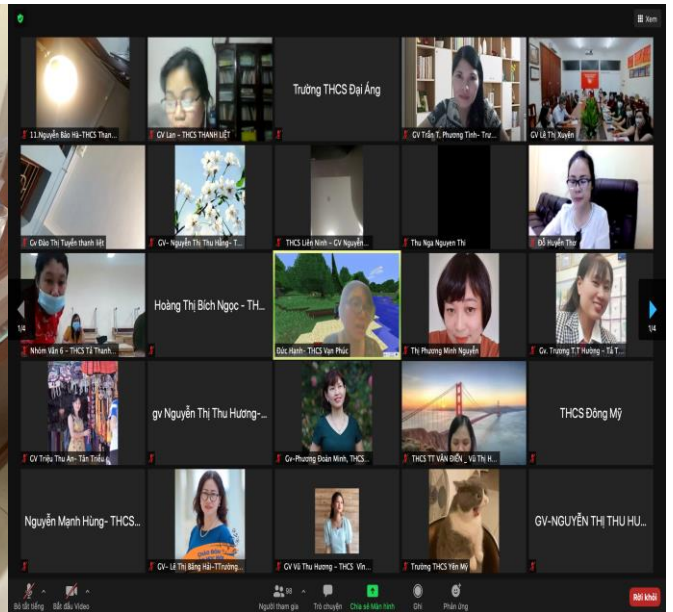 Xem
11.Nguyễn Bảo Hà-THCS Than...
GV Lan - THCS THANH LIỆT
Trường THCS Đại Áng
GV Trần T. Phương Tình- Trư...
GV Lê Thị Xuyên
Gv Đào Thị Tuyến thanh liệt
GV- Nguyễn Thị Thu Hằng- T...
THCS Liên Ninh - GV Nguyễn...
Thu Nga Nguyen Thi
Đỗ Huyền Thơ
1/4
Nhóm Văn 6 - THCS Tả Thanh...
Hoàng Thị Bích Ngọc - TH...
Đức Hạnh- THCS Vạn Phúc
Thị Phương Minh Nguyễn
Gv. Trương T.T Hường - Tả T...
1/4
GV Triệu Thu An- Tân Triều
gv Nguyễn Thị Thu Hương-...
Gv-Phương Đoàn Minh, THCS...
THCS TT VĂN ĐIỂN _ Vũ Thị H...
THCS Đông Mỹ
Nguyễn Mạnh Hùng- THCS...
GV- Lê Thị Băng Hải-TTrường...
GV Vũ Thu Hương - THCS Vĩn...
Trường THCS Yên Mỹ
GV-NGUYỄN THỊ THU HU...
Bỏ tắt tiếng
Bắt đầu Video
98
Người tham gia
Trò chuyện
Chia sẻ Màn hình
Ghi
Phản ứng
Rời khỏi